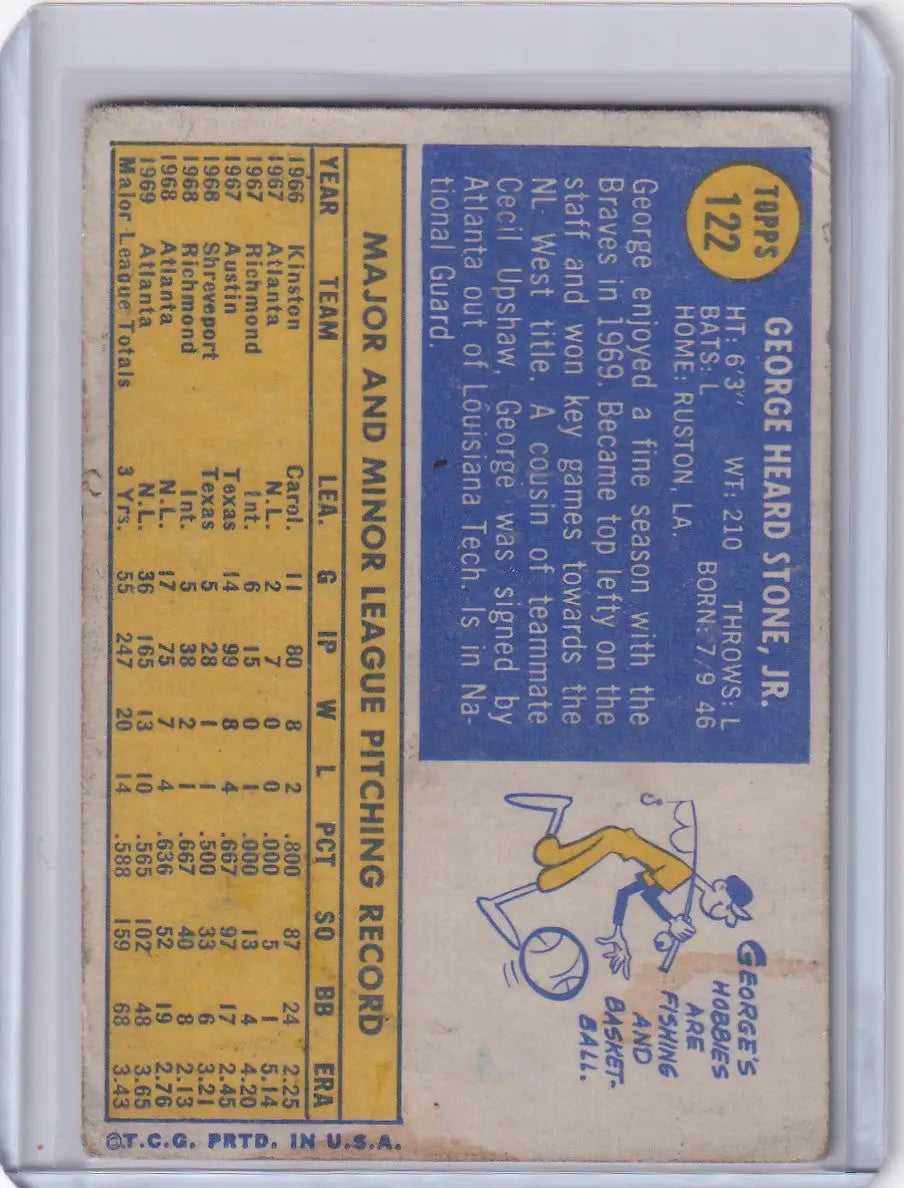 TOPPS
122
GEORGE HEARD STONE, JR.
HT: 6'3" WT: 210 THROWS: L
BATS: L BORN: 7/9 46
HOME: RUSTON, LA.
George enjoyed a fine season with the
Braves in 1969. Became top lefty on the
staff and won key games towards the
NL West title. A cousin of teammate
Cecil Upshaw, George was signed by
Atlanta out of Louisiana Tech. Is in Na-
tional Guard.
GEORGE'S
HOBBIES
ARE
FISHING
AND
BASKET-
BALL.
MAJOR AND MINOR LEAGUE PITCHING RECORD
YEAR TEAM LEA. G IP W L PCT SO BB ERA
1966 Kinston Carol. 11 80 8 2 .800 87 24 2.25
1967 Atlanta N.L. 2 7 0 0 .000 5 1 5.14
1967 Richmond Int. 6 15 0 1 .000 13 4 4.20
1967 Austin Texas 14 99 8 4 .667 97 17 2.45
1968 Shreveport Texas 5 28 1 1 .500 33 6 3.21
1968 Richmond Int. 5 38 2 1 .667 40 8 2.13
1968 Atlanta N.L. 17 75 7 4 .636 52 19 2.76
1969 Atlanta N.L. 36 165 13 10 .565 102 48 3.65
Major League Totals 3 Yrs. 55 247 20 14 .588 159 68 3.43
©T.C.G. PRTD. IN U.S.A.